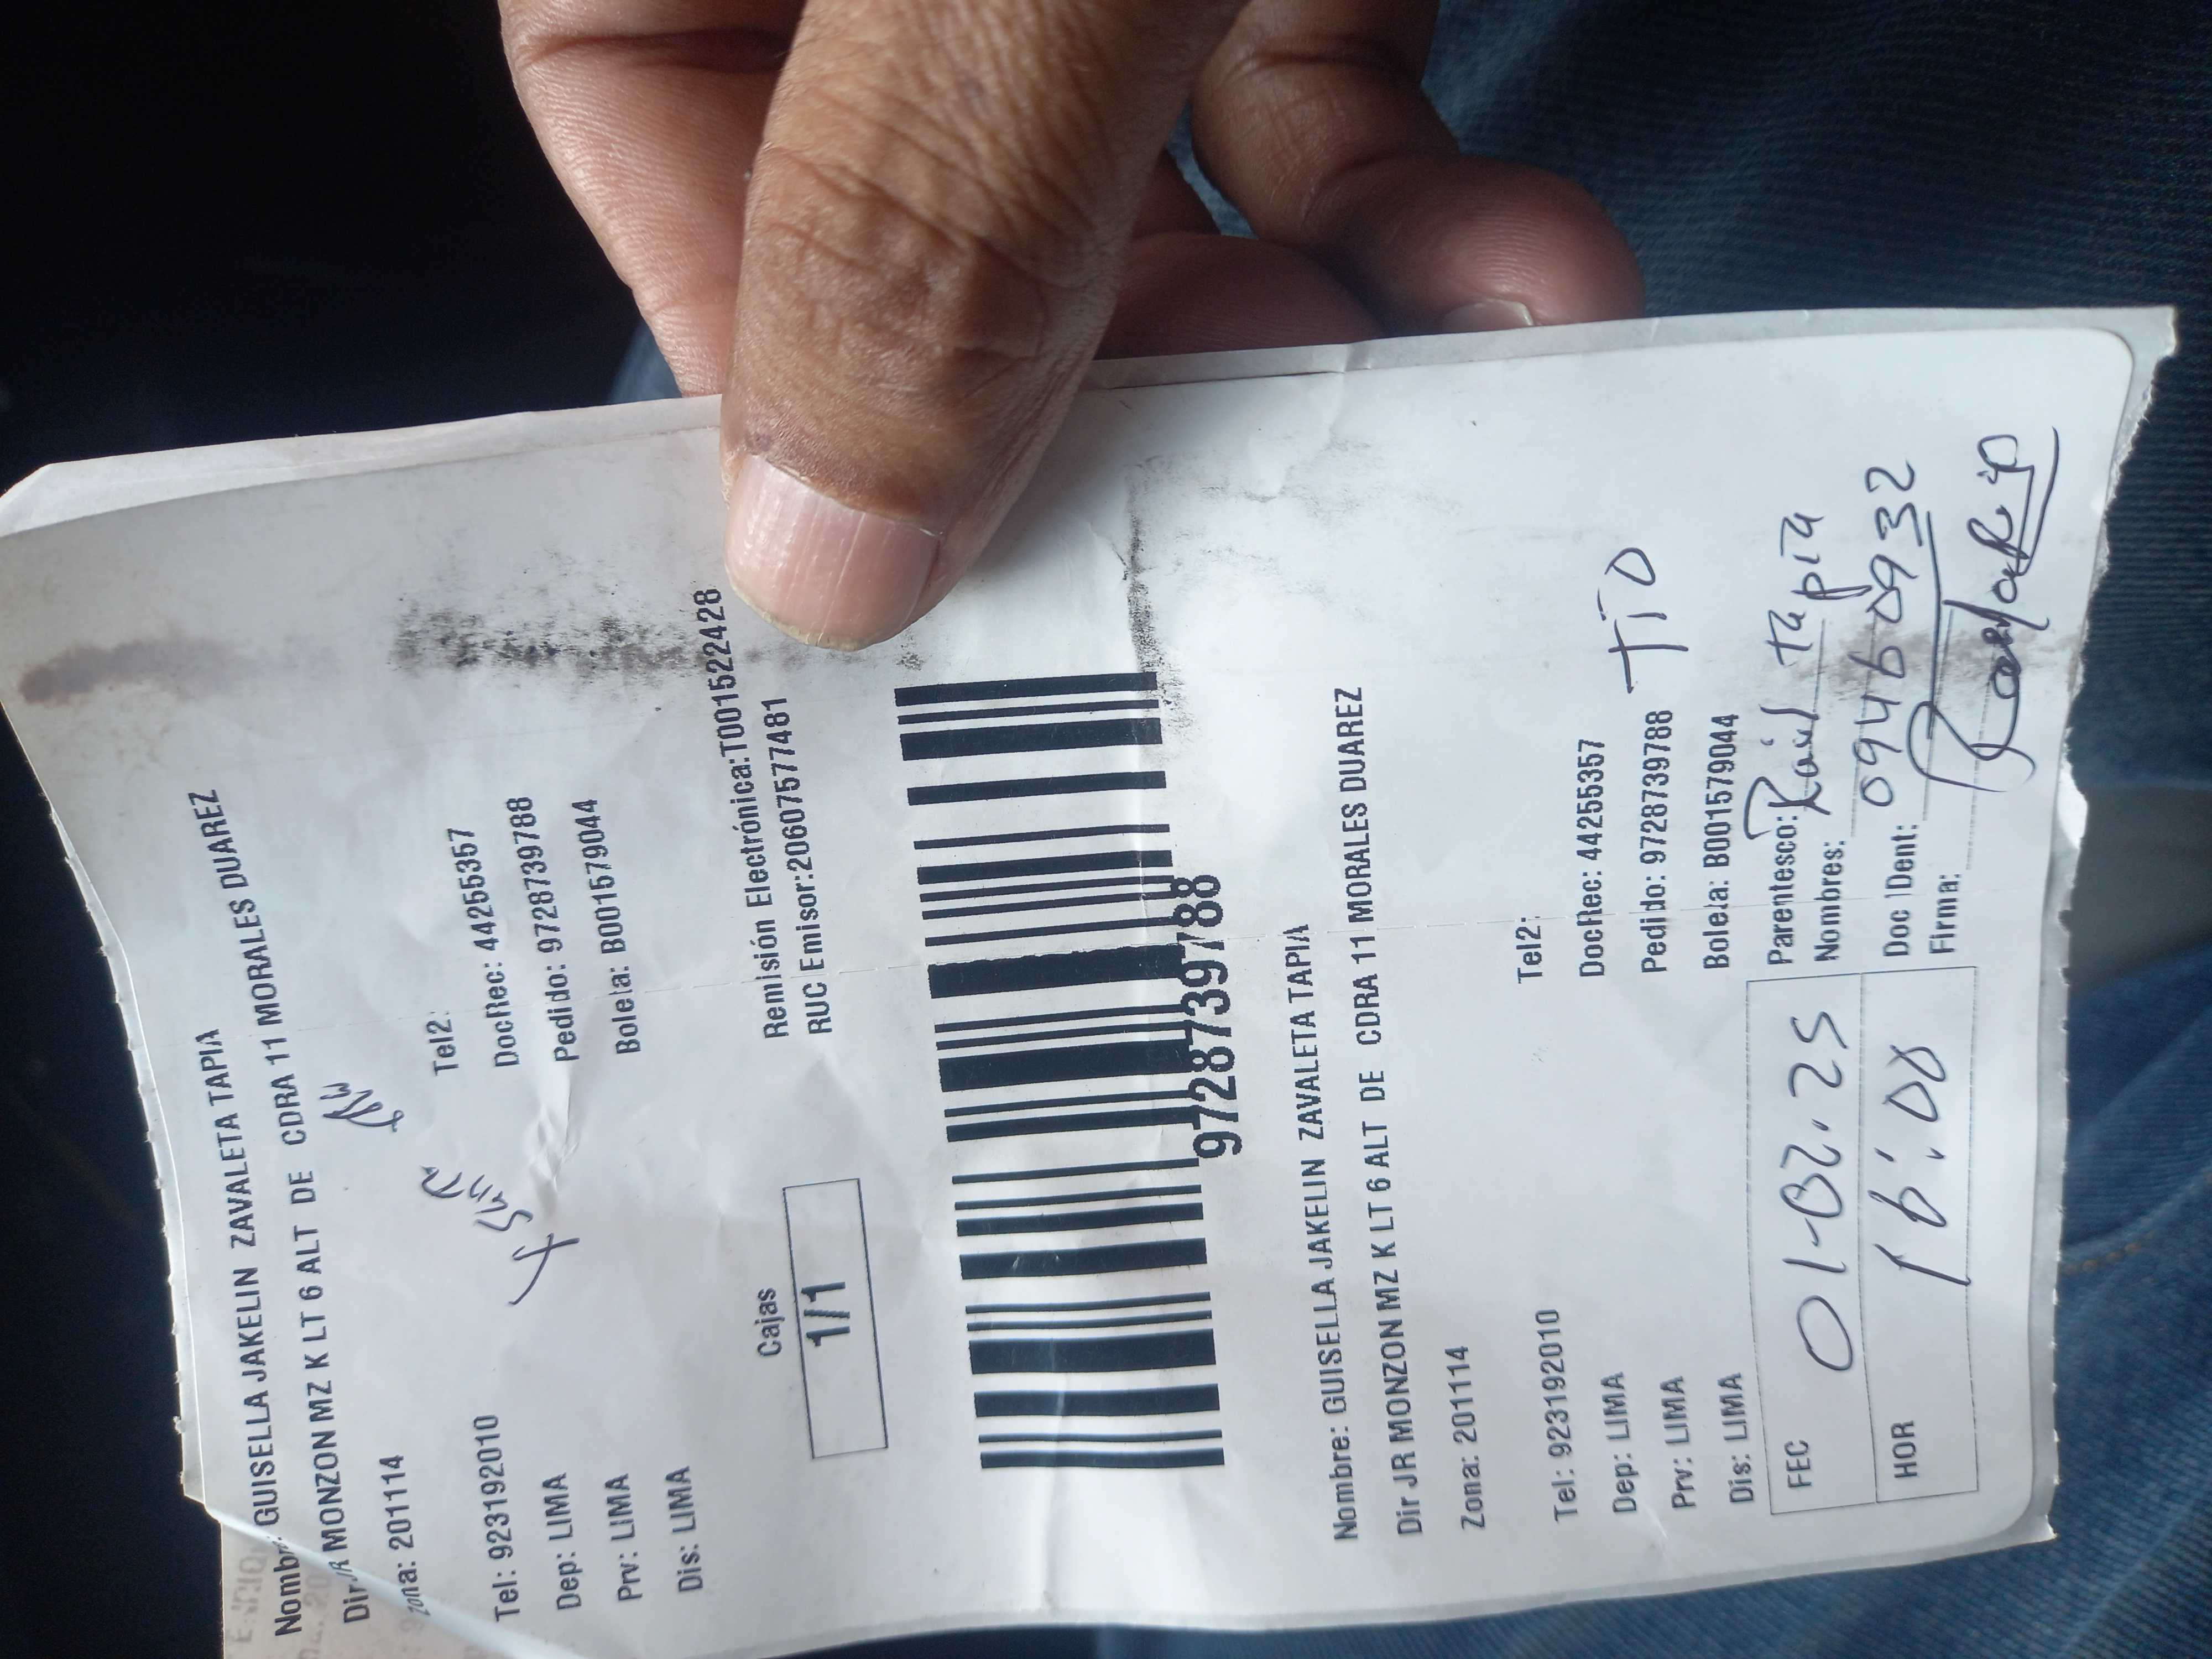 Nombre: GUISELLA JAKELIN ZAVALETA TAPIA
Dir JR MONZON MZ K LT 6 ALT DE CDRA 11 MORALES DUAREZ
Zona: 201114
Tel: 923192010 Tel2:
Dep: LIMA DocRec: 44255357
Prv: LIMA Pedido: 9728739788
Dis: LIMA Boleta: B001579044
Cajas
1/1
Remisión Electrónica:T001522428
RUC Emisor:20607577481
9728739788
Nombre: GUISELLA JAKELIN ZAVALETA TAPIA
Dir JR MONZON MZ K LT 6 ALT DE CDRA 11 MORALES DUAREZ
Zona: 201114
Tel: 923192010 Tel2:
Dep: LIMA DocRec: 44255357
Prv: LIMA Pedido: 9728739788 TiO
Dis: LIMA Boleta: B001579044
FEC 01-02.25 Parentesco:
Nombres: Raúl tapia
HOR 16:00 Doc IDent: 09460932
Firma: